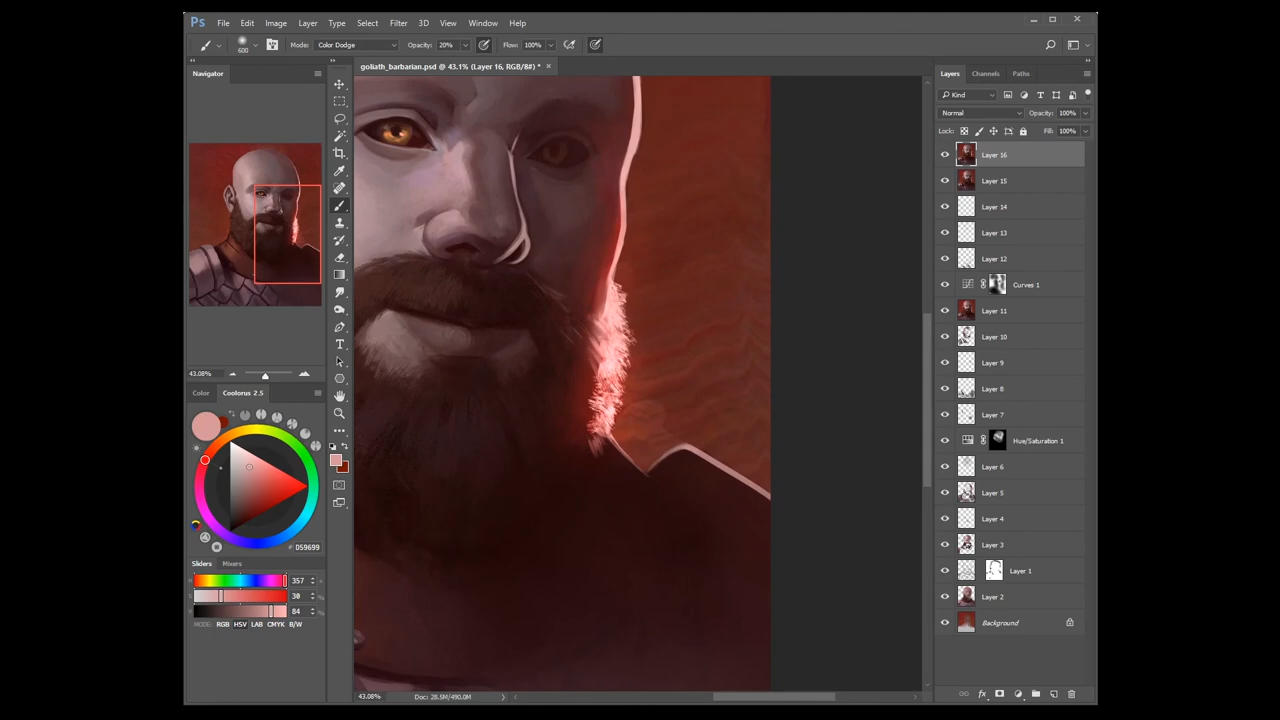 Ps File Edit Image Layer Type Select Filter 3D View Window Help
600 Mode: Color Dodge Opacity: 20% Flow: 100%
Navigator
goliath_barbarian.psd @ 43.1% (Layer 16, RGB/8#) *
Layers Channels Paths
Kind
Normal Opacity: 100%
Lock: Fill: 100%
Layer 16
Layer 15
Layer 14
Layer 13
Layer 12
Curves 1
Layer 11
Layer 10
Layer 9
Layer 8
Layer 7
Hue/Saturation 1
Layer 6
Layer 5
Layer 4
Layer 3
Layer 1
Layer 2
Background
43.08%
Color Coolorus 2.5
# D59699
Sliders Mixers
H 357
S 30
V 84
MODE: RGB HSV LAB CMYK B/W
43.08% Doc: 28.5M/490.0M